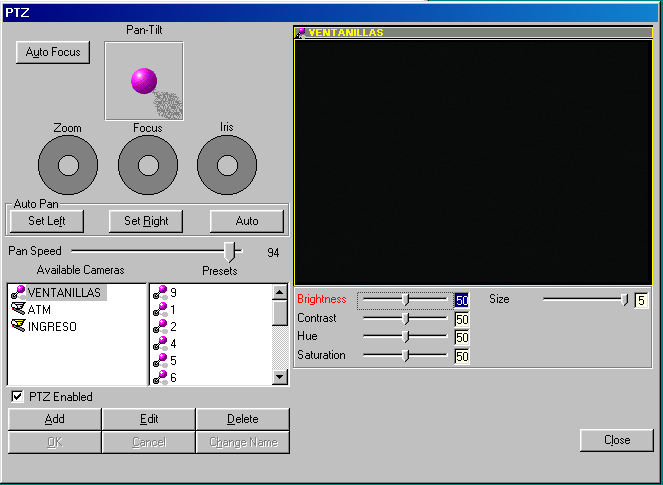 PTZ
Pan-Tilt
Auto Focus
Zoom
Focus
Iris
Auto Pan
Set Left
Set Right
Auto
Pan Speed
94
Available Cameras
Presets
VENTANILLAS
ATM
INGRESO
9
1
2
4
5
6
PTZ Enabled
Add
Edit
Delete
OK
Cancel
Change Name
VENTANILLAS
Brightness
50
Size
5
Contrast
50
Hue
50
Saturation
50
Close